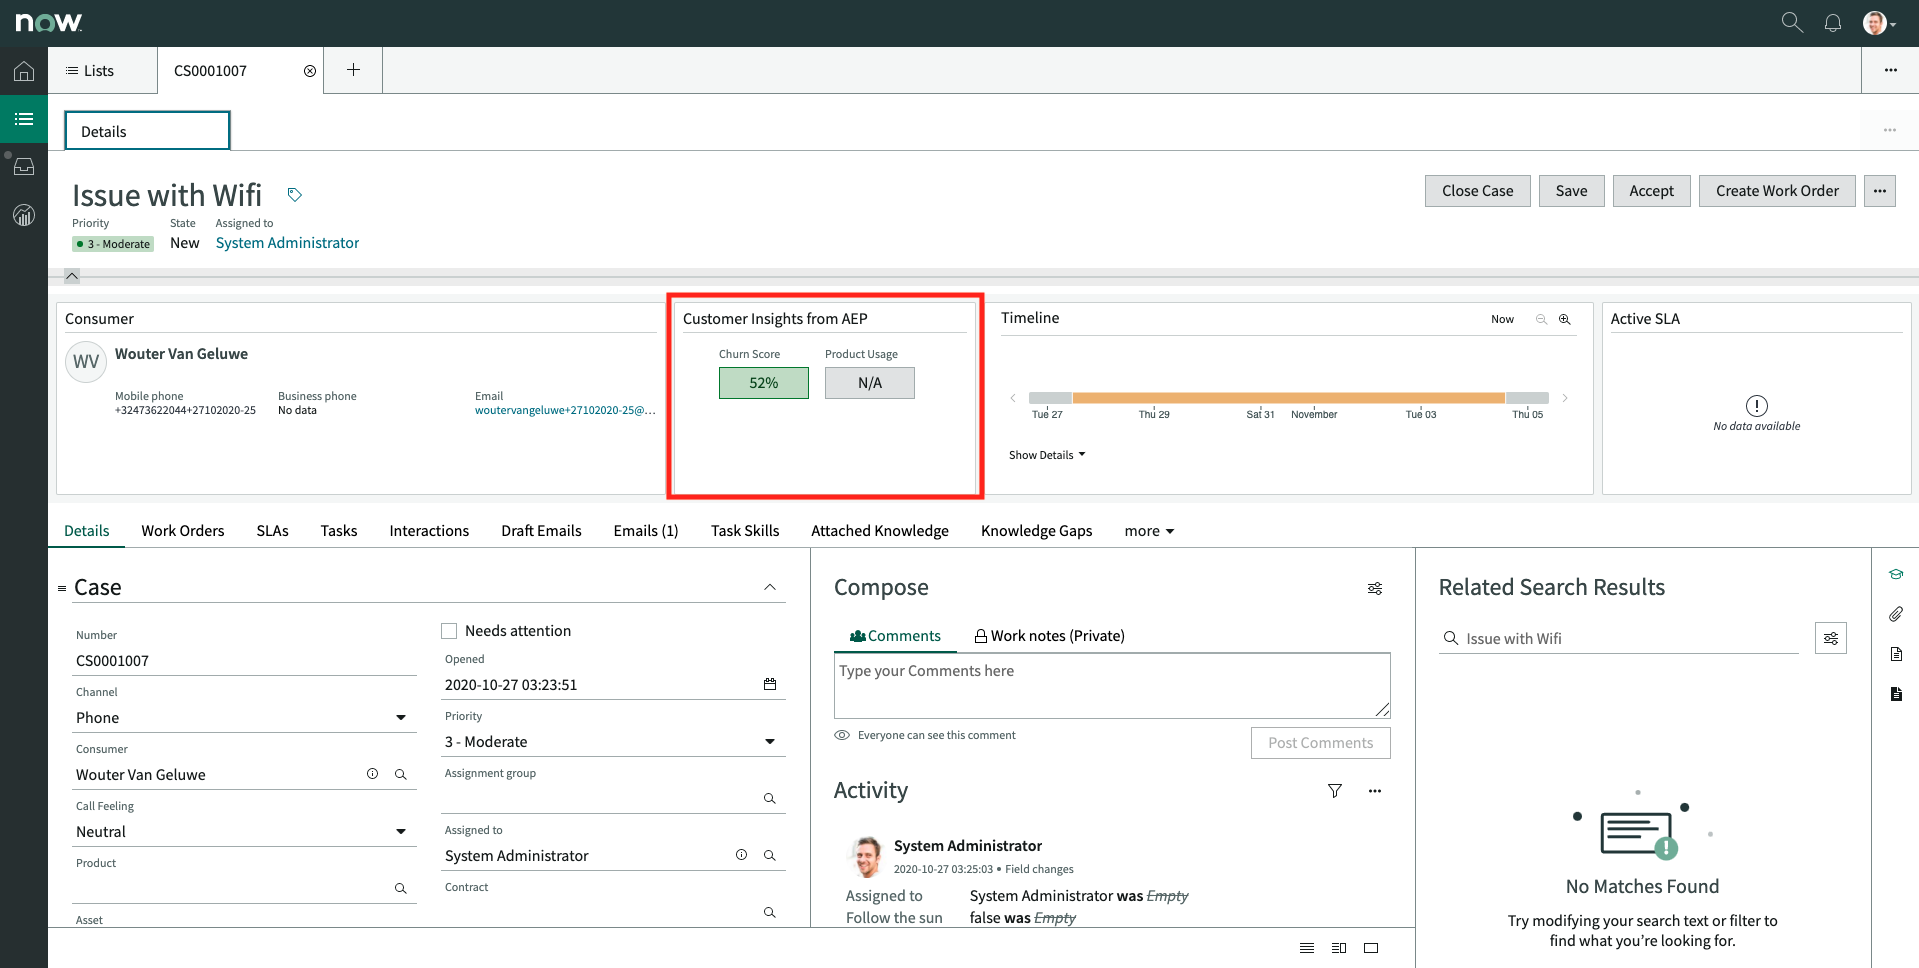 now.
Lists
CS0001007
Details
Issue with Wifi
Close Case
Save
Accept
Create Work Order
Priority
State
Assigned to
3 - Moderate
New
System Administrator
Consumer
WV
Wouter Van Geluwe
Mobile phone
Business phone
Email
+32473622044+27102020-25
No data
woutervangeluwe+27102020-25@...
Customer Insights from AEP
Churn Score
Product Usage
52%
N/A
Timeline
Now
Tue 27
Thu 29
Sat 31
November
Tue 03
Thu 05
Show Details
Active SLA
No data available
Details
Work Orders
SLAs
Tasks
Interactions
Draft Emails
Emails (1)
Task Skills
Attached Knowledge
Knowledge Gaps
more
Case
Number
CS0001007
Channel
Phone
Consumer
Wouter Van Geluwe
Call Feeling
Neutral
Product
Asset
Needs attention
Opened
2020-10-27 03:23:51
Priority
3 - Moderate
Assignment group
Assigned to
System Administrator
Contract
Compose
Comments
Work notes (Private)
Type your Comments here
Everyone can see this comment
Post Comments
Activity
System Administrator
2020-10-27 03:25:03 • Field changes
Assigned to System Administrator was Empty
Follow the sun false was Empty
Related Search Results
Issue with Wifi
No Matches Found
Try modifying your search text or filter to
find what you're looking for.